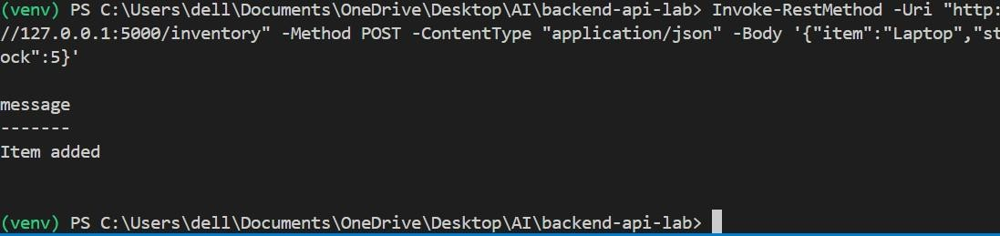 (venv) PS C:\Users\dell\Documents\OneDrive\Desktop\AI\backend-api-lab> Invoke-RestMethod -Uri "http:
//127.0.0.1:5000/inventory" -Method POST -ContentType "application/json" -Body '{"item":"Laptop","st
ock":5}'
message
-------
Item added
(venv) PS C:\Users\dell\Documents\OneDrive\Desktop\AI\backend-api-lab>